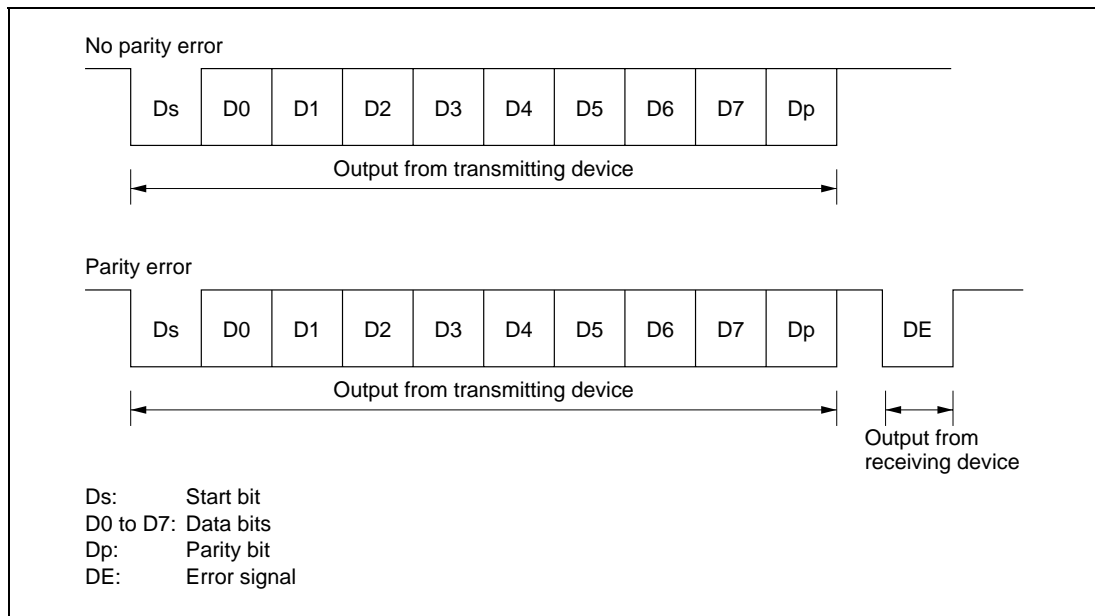 No parity error
Ds D0 D1 D2 D3 D4 D5 D6 D7 Dp
Output from transmitting device
Parity error
Ds D0 D1 D2 D3 D4 D5 D6 D7 Dp DE
Output from transmitting device
Output from
receiving device
Ds: Start bit
D0 to D7: Data bits
Dp: Parity bit
DE: Error signal